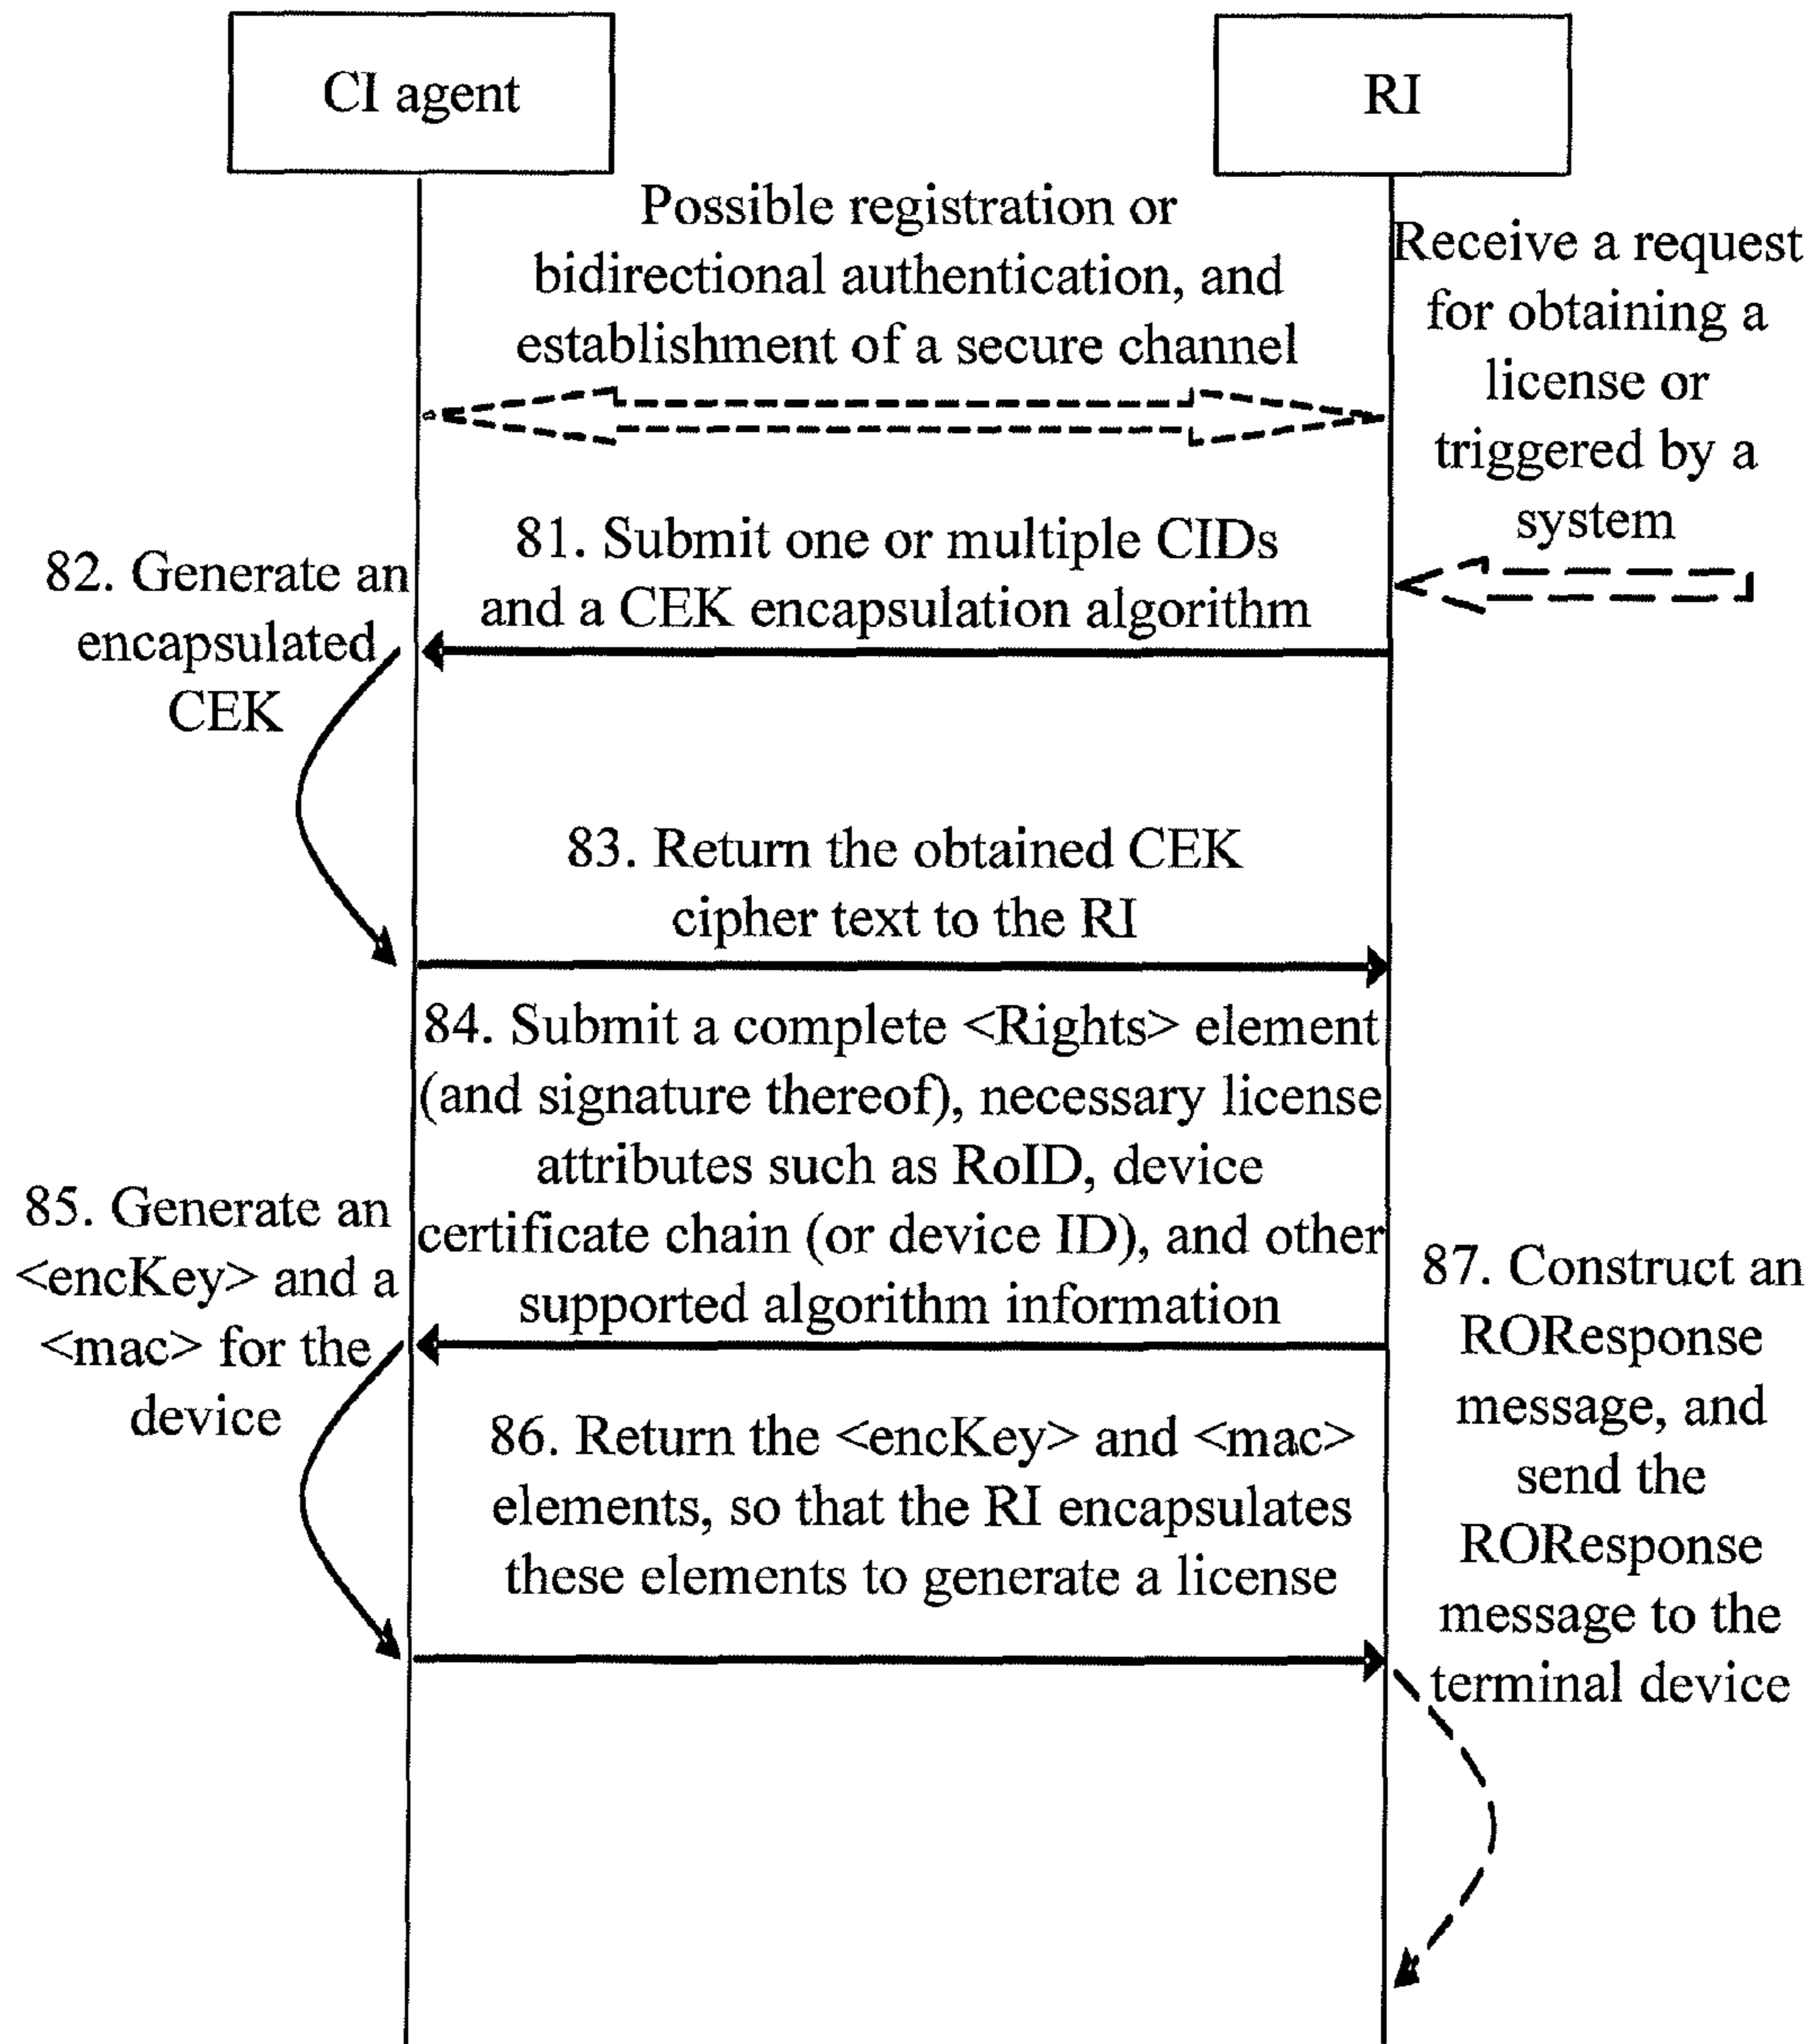 CI agent
RI
Possible registration or
bidirectional authentication, and
establishment of a secure channel
Receive a request
for obtaining a
license or
triggered by a
system
81. Submit one or multiple CIDs
and a CEK encapsulation algorithm
82. Generate an
encapsulated
CEK
83. Return the obtained CEK
cipher text to the RI
84. Submit a complete <Rights> element
(and signature thereof), necessary license
attributes such as RoID, device
certificate chain (or device ID), and other
supported algorithm information
85. Generate an
<encKey> and a
<mac> for the
device
86. Return the <encKey> and <mac>
elements, so that the RI encapsulates
these elements to generate a license
87. Construct an
ROResponse
message, and
send the
ROResponse
message to the
terminal device